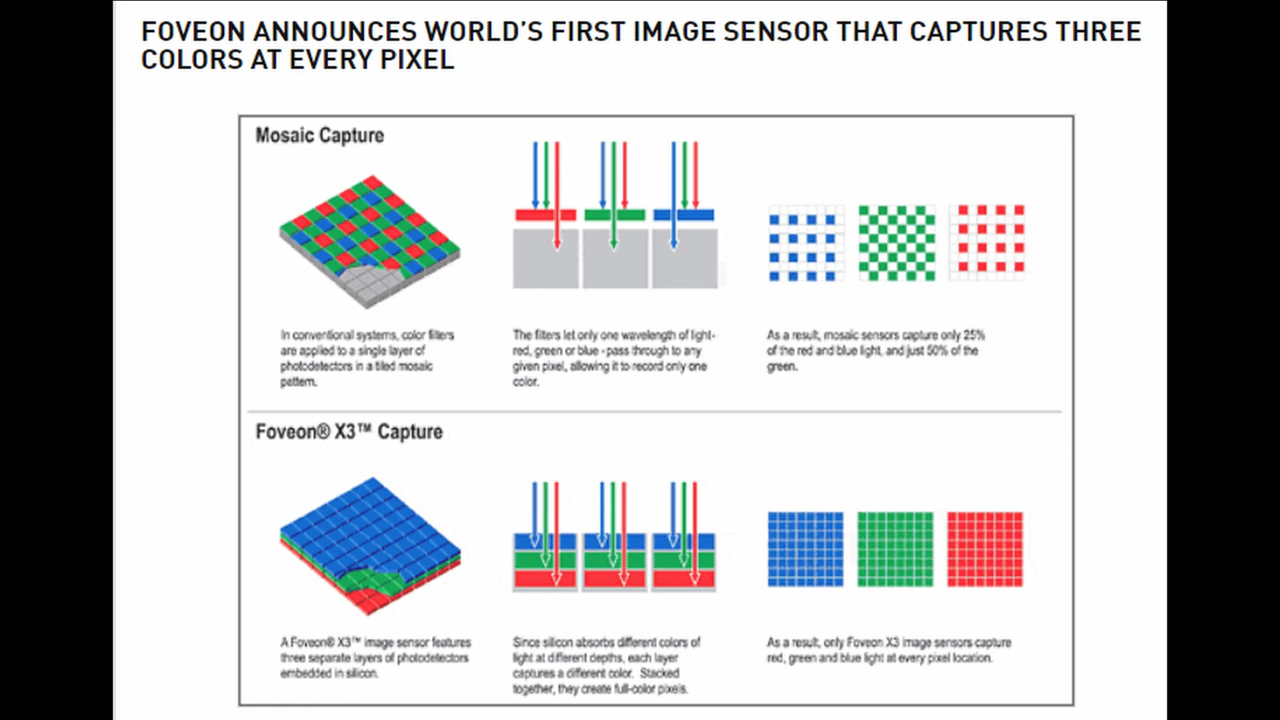 FOVEON ANNOUNCES WORLD'S FIRST IMAGE SENSOR THAT CAPTURES THREE
COLORS AT EVERY PIXEL
Mosaic Capture
In conventional systems, color filters
are applied to a single layer of
photodetectors in a tiled mosaic
pattern.
The filters let only one wavelength of light-
red, green or blue -pass through to any
given pixel, allowing it to record only one
color.
As a result, mosaic sensors capture only 25%
of the red and blue light, and just 50% of the
green.
Foveon® X3™ Capture
A Foveon® X3™ image sensor features
three separate layers of photodetectors
embedded in silicon.
Since silicon absorbs different colors of
light at different depths, each layer
captures a different color. Stacked
together, they create full-color pixels.
As a result, only Foveon X3 image sensors capture
red, green and blue light at every pixel location.